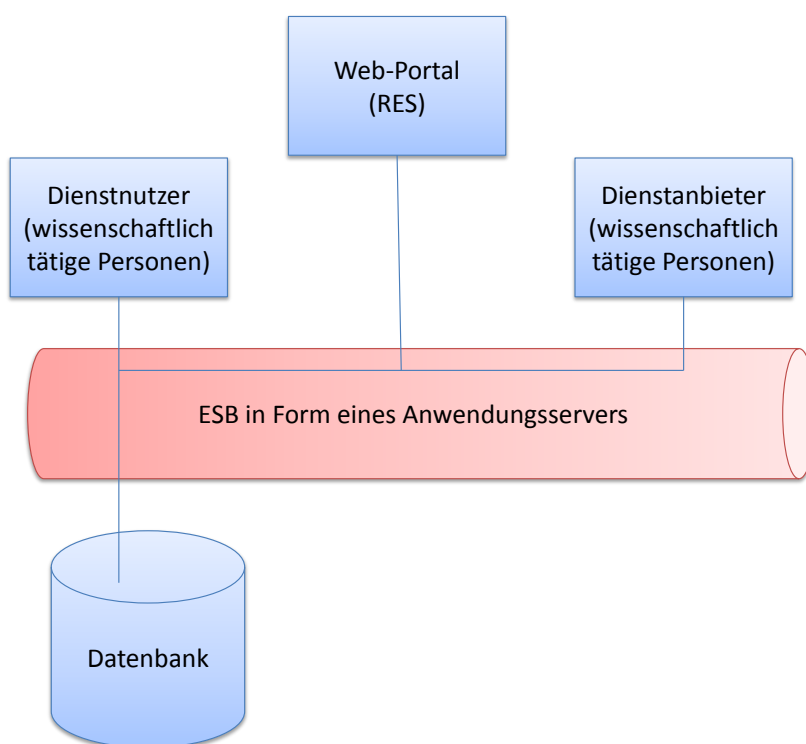 Web-Portal
(RES)
Dienstnutzer
(wissenschaftlich
tätige Personen)
Dienstanbieter
(wissenschaftlich
tätige Personen)
ESB in Form eines Anwendungsservers
Datenbank